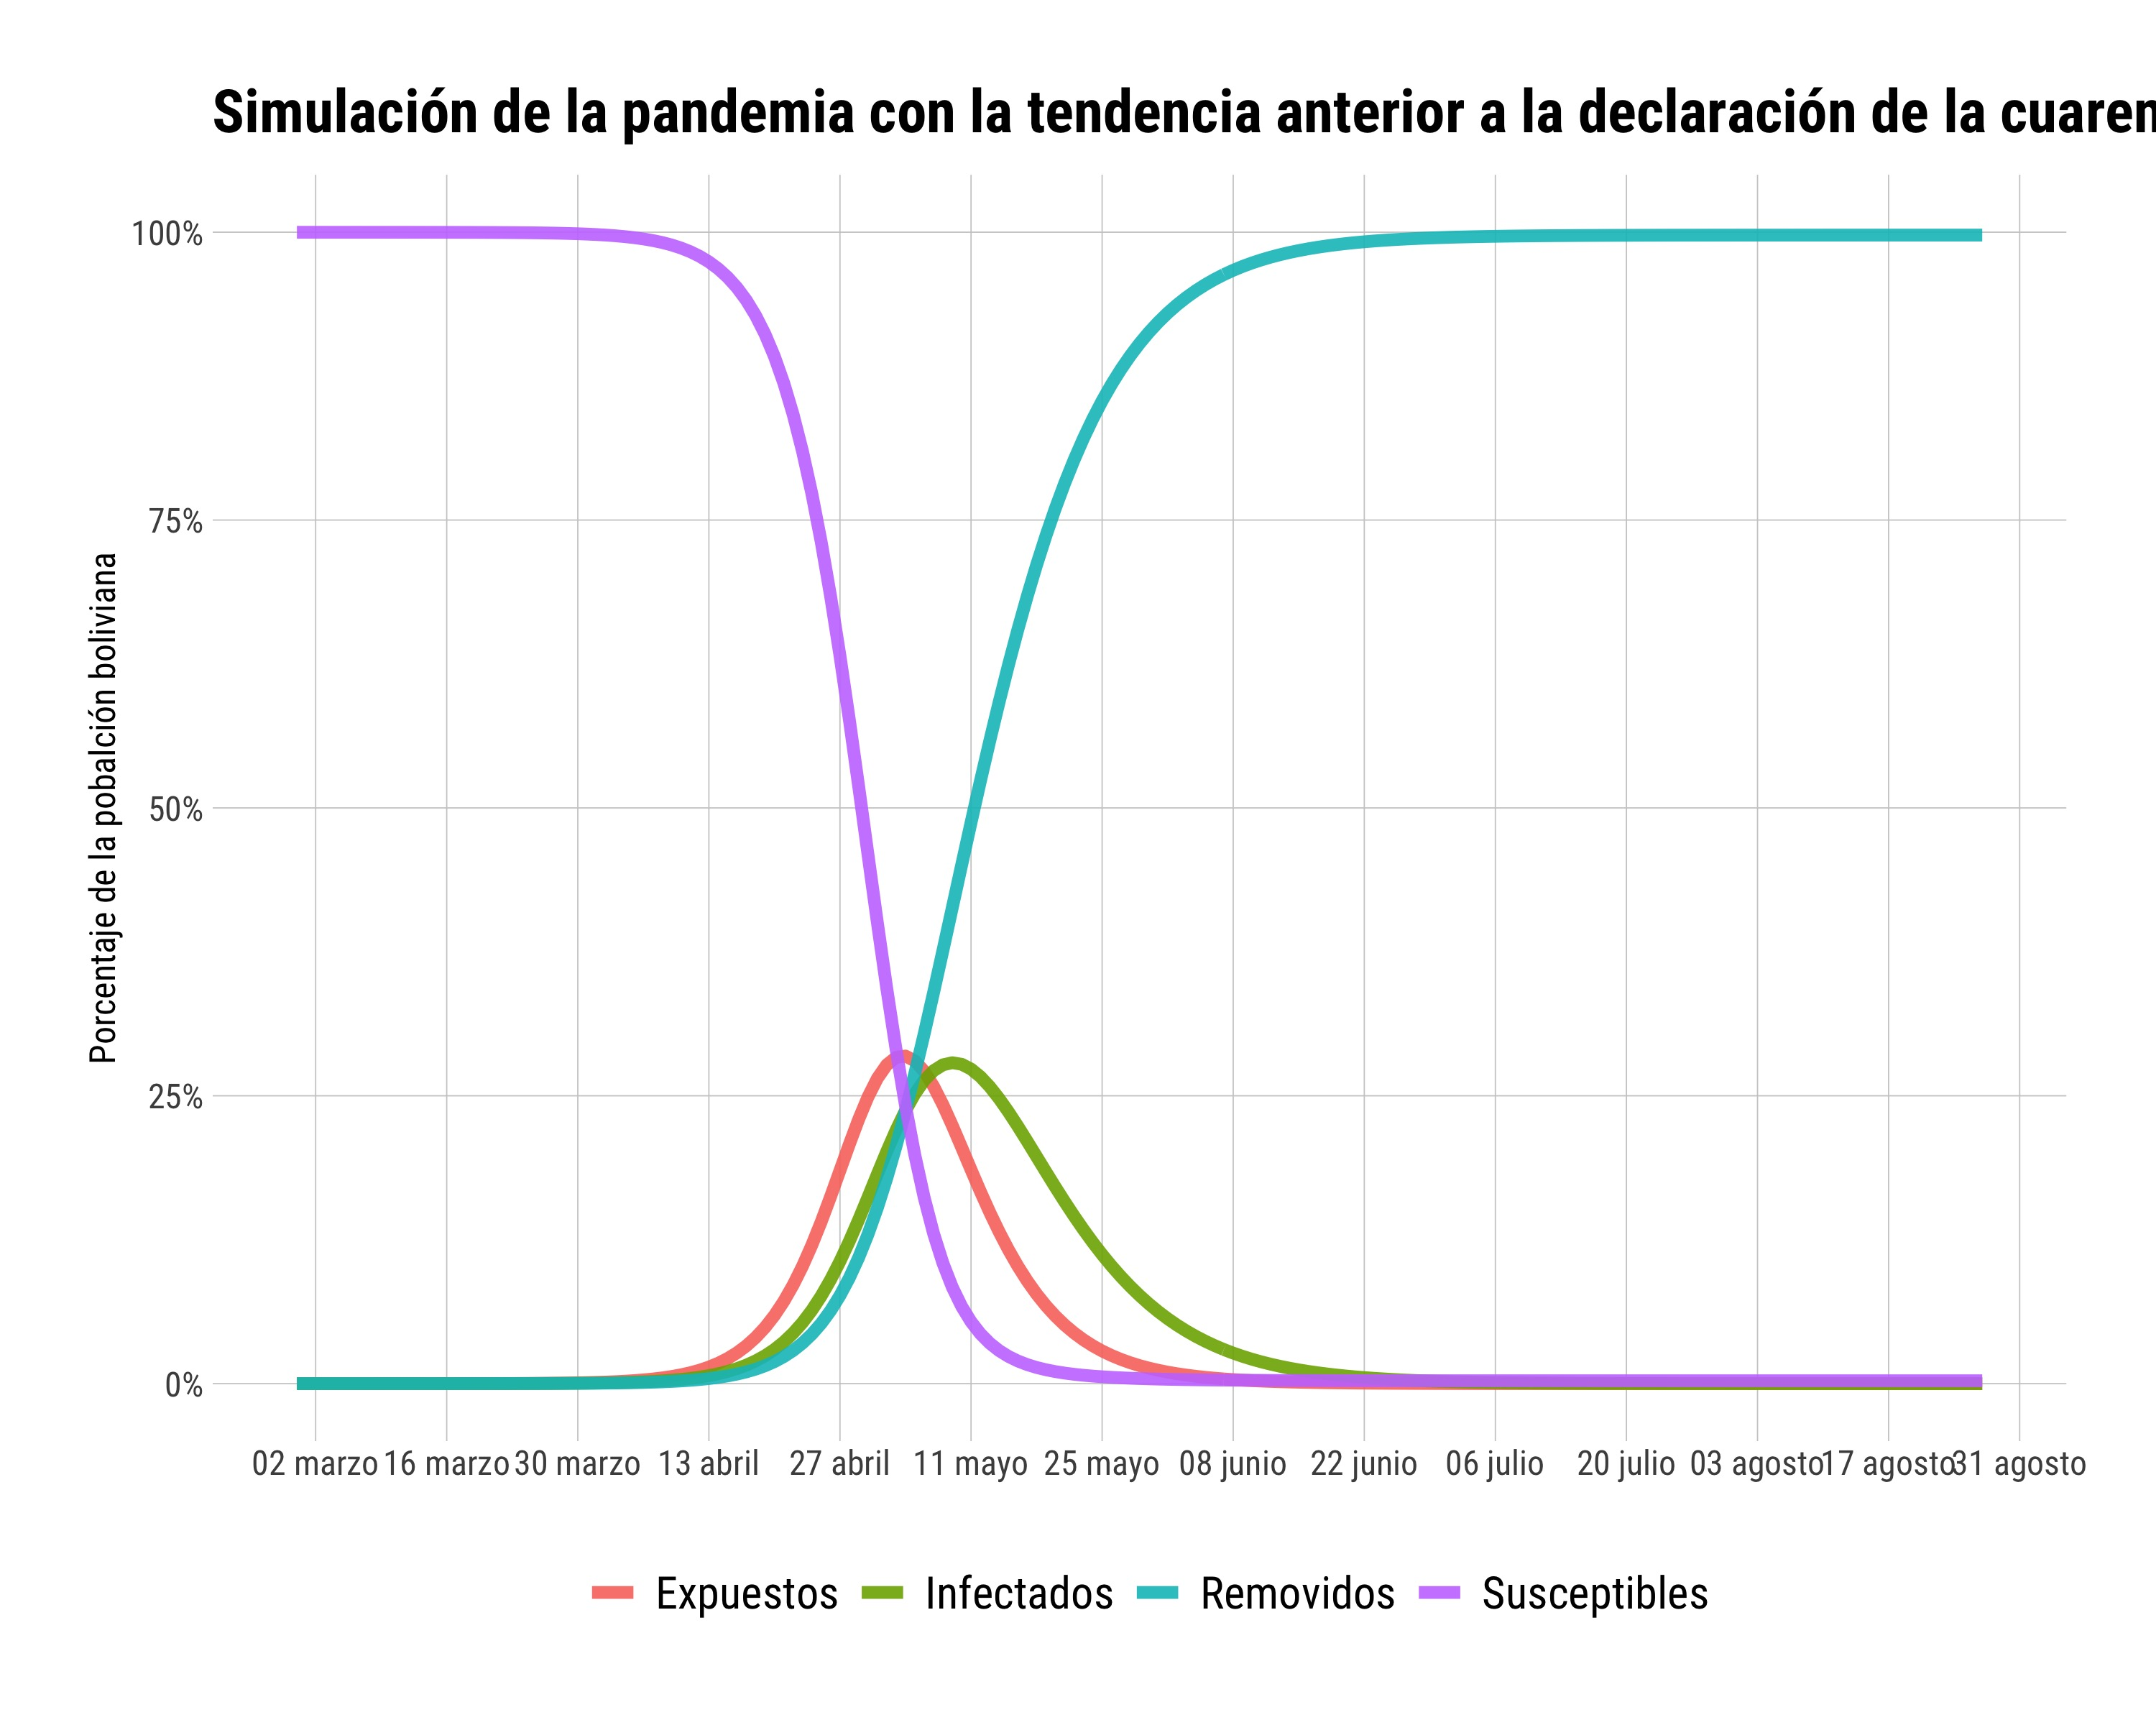 Simulación de la pandemia con la tendencia anterior a la declaración de la cuaren
100%
75%
50%
25%
0%
Porcentaje de la pobalción boliviana
02 marzo 16 marzo 30 marzo 13 abril 27 abril 11 mayo 25 mayo 08 junio 22 junio 06 julio 20 julio 03 agosto 17 agosto 31 agosto
Expuestos Infectados Removidos Susceptibles